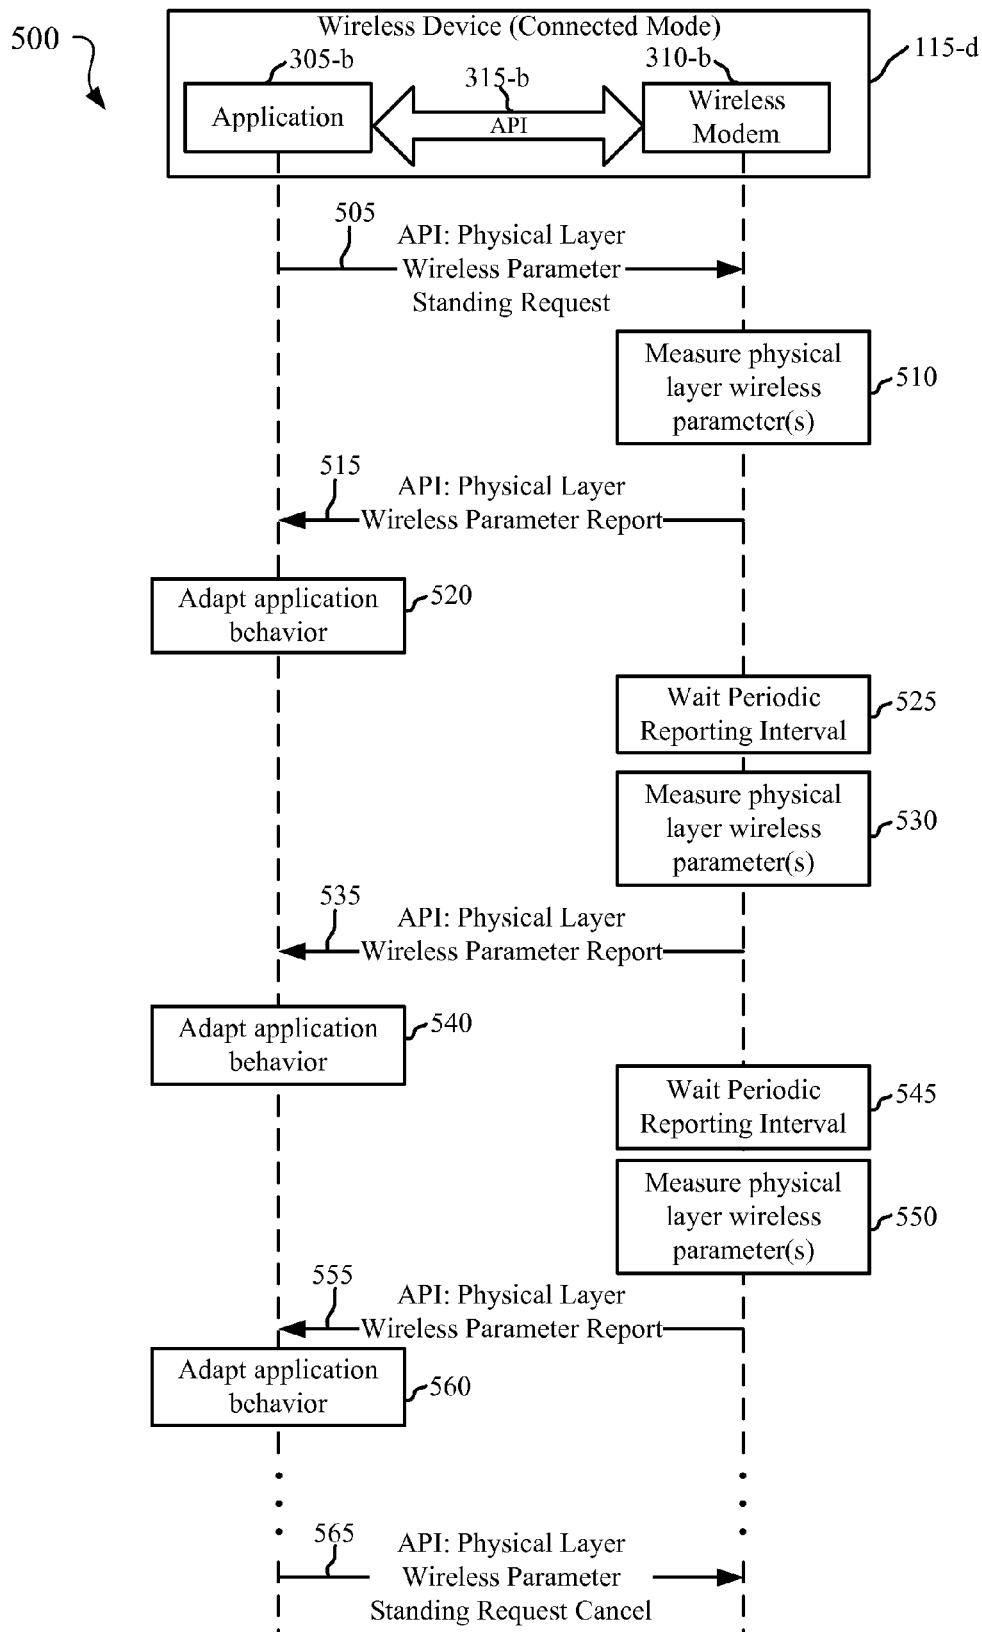 500
Wireless Device (Connected Mode)
115-d
305-b
315-b
310-b
Application
API
Wireless
Modem
505
API: Physical Layer
Wireless Parameter
Standing Request
Measure physical
layer wireless
parameter(s)
510
515
API: Physical Layer
Wireless Parameter Report
Adapt application
behavior
520
Wait Periodic
Reporting Interval
525
Measure physical
layer wireless
parameter(s)
530
535
API: Physical Layer
Wireless Parameter Report
Adapt application
behavior
540
Wait Periodic
Reporting Interval
545
Measure physical
layer wireless
parameter(s)
550
555
API: Physical Layer
Wireless Parameter Report
Adapt application
behavior
560
565
API: Physical Layer
Wireless Parameter
Standing Request Cancel